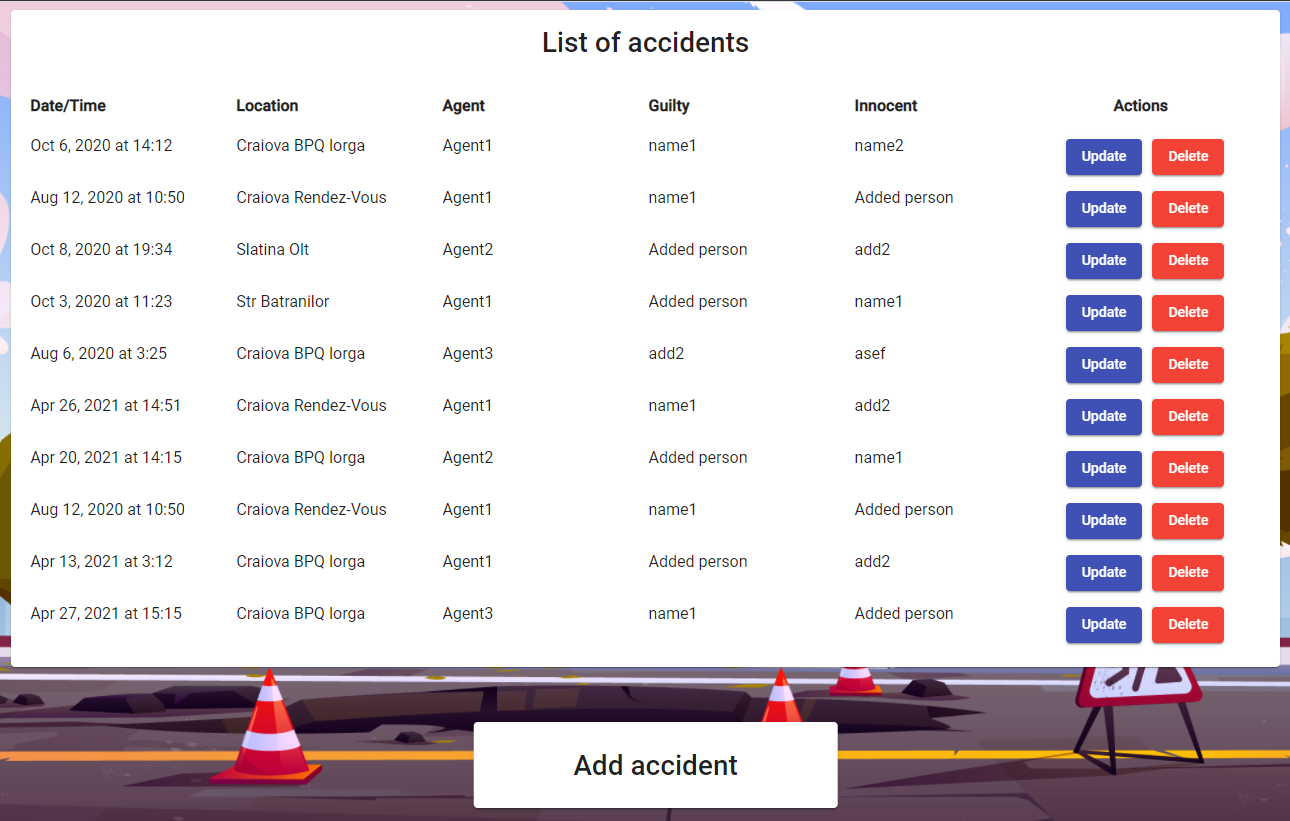 List of accidents
Date/Time Location Agent Guilty Innocent Actions
Oct 6, 2020 at 14:12 Craiova BPQ Iorga Agent1 name1 name2 Update Delete
Aug 12, 2020 at 10:50 Craiova Rendez-Vous Agent1 name1 Added person Update Delete
Oct 8, 2020 at 19:34 Slatina Olt Agent2 Added person add2 Update Delete
Oct 3, 2020 at 11:23 Str Batranilor Agent1 Added person name1 Update Delete
Aug 6, 2020 at 3:25 Craiova BPQ Iorga Agent3 add2 asef Update Delete
Apr 26, 2021 at 14:51 Craiova Rendez-Vous Agent1 name1 add2 Update Delete
Apr 20, 2021 at 14:15 Craiova BPQ Iorga Agent2 Added person name1 Update Delete
Aug 12, 2020 at 10:50 Craiova Rendez-Vous Agent1 name1 Added person Update Delete
Apr 13, 2021 at 3:12 Craiova BPQ Iorga Agent1 Added person add2 Update Delete
Apr 27, 2021 at 15:15 Craiova BPQ Iorga Agent3 name1 Added person Update Delete
Add accident